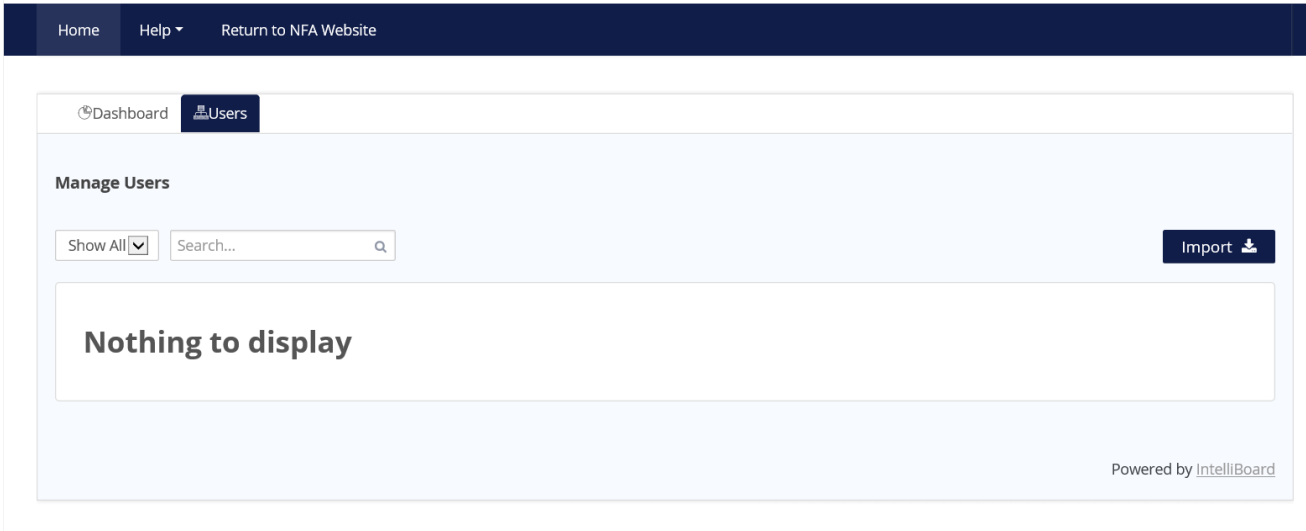 Home Help Return to NFA Website
Dashboard Users
Manage Users
Show All Search... Import
Nothing to display
Powered by IntelliBoard